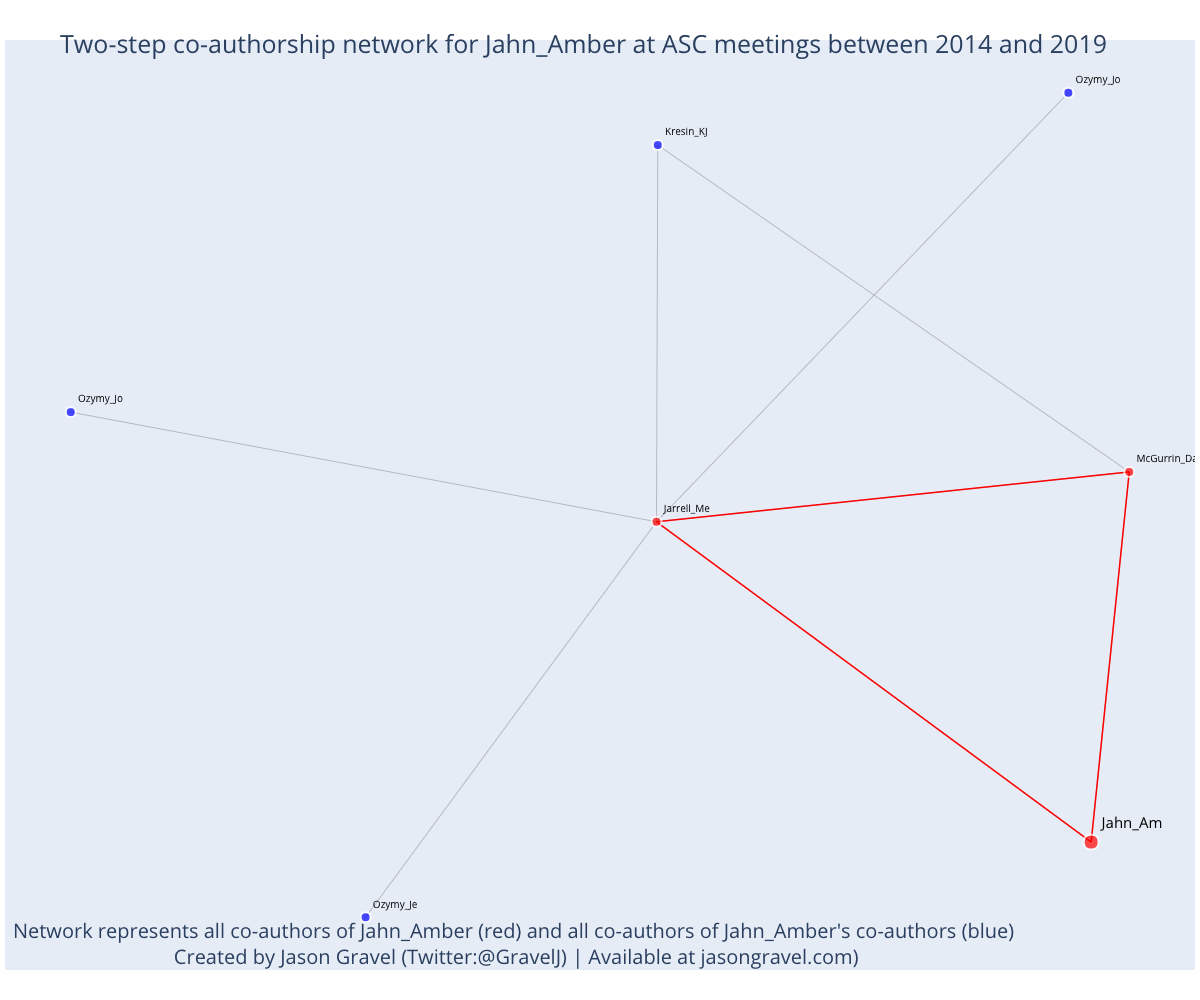 Two-step co-authorship network for Jahn_Amber at ASC meetings between 2014 and 2019
Ozymy_Jo
Kresin_KJ
Ozymy_Jo
McGurrin_Da
Jarrell_Me
Jahn_Am
Ozymy_Je
Network represents all co-authors of Jahn_Amber (red) and all co-authors of Jahn_Amber's co-authors (blue)
Created by Jason Gravel (Twitter:@GravelJ) | Available at jasongravel.com)